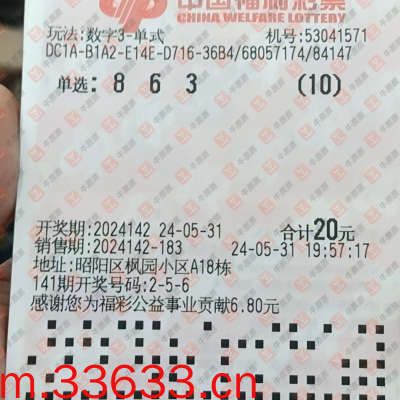 中国福利彩票
CHINA WELFARE LOTTERY
玩法:数字3-单式 机号:53041571
DC1A-B1A2-E14E-D716-36B4/68057174/84147
单选: 8 6 3 (10)
开奖期:2024142 24-05-31 合计20元
销售期:2024142-183 24-05-31 19:57:17
地址:昭阳区枫园小区A18栋
141期开奖号码:2-5-6
感谢您为福彩公益事业贡献6.80元
m.33633.cn